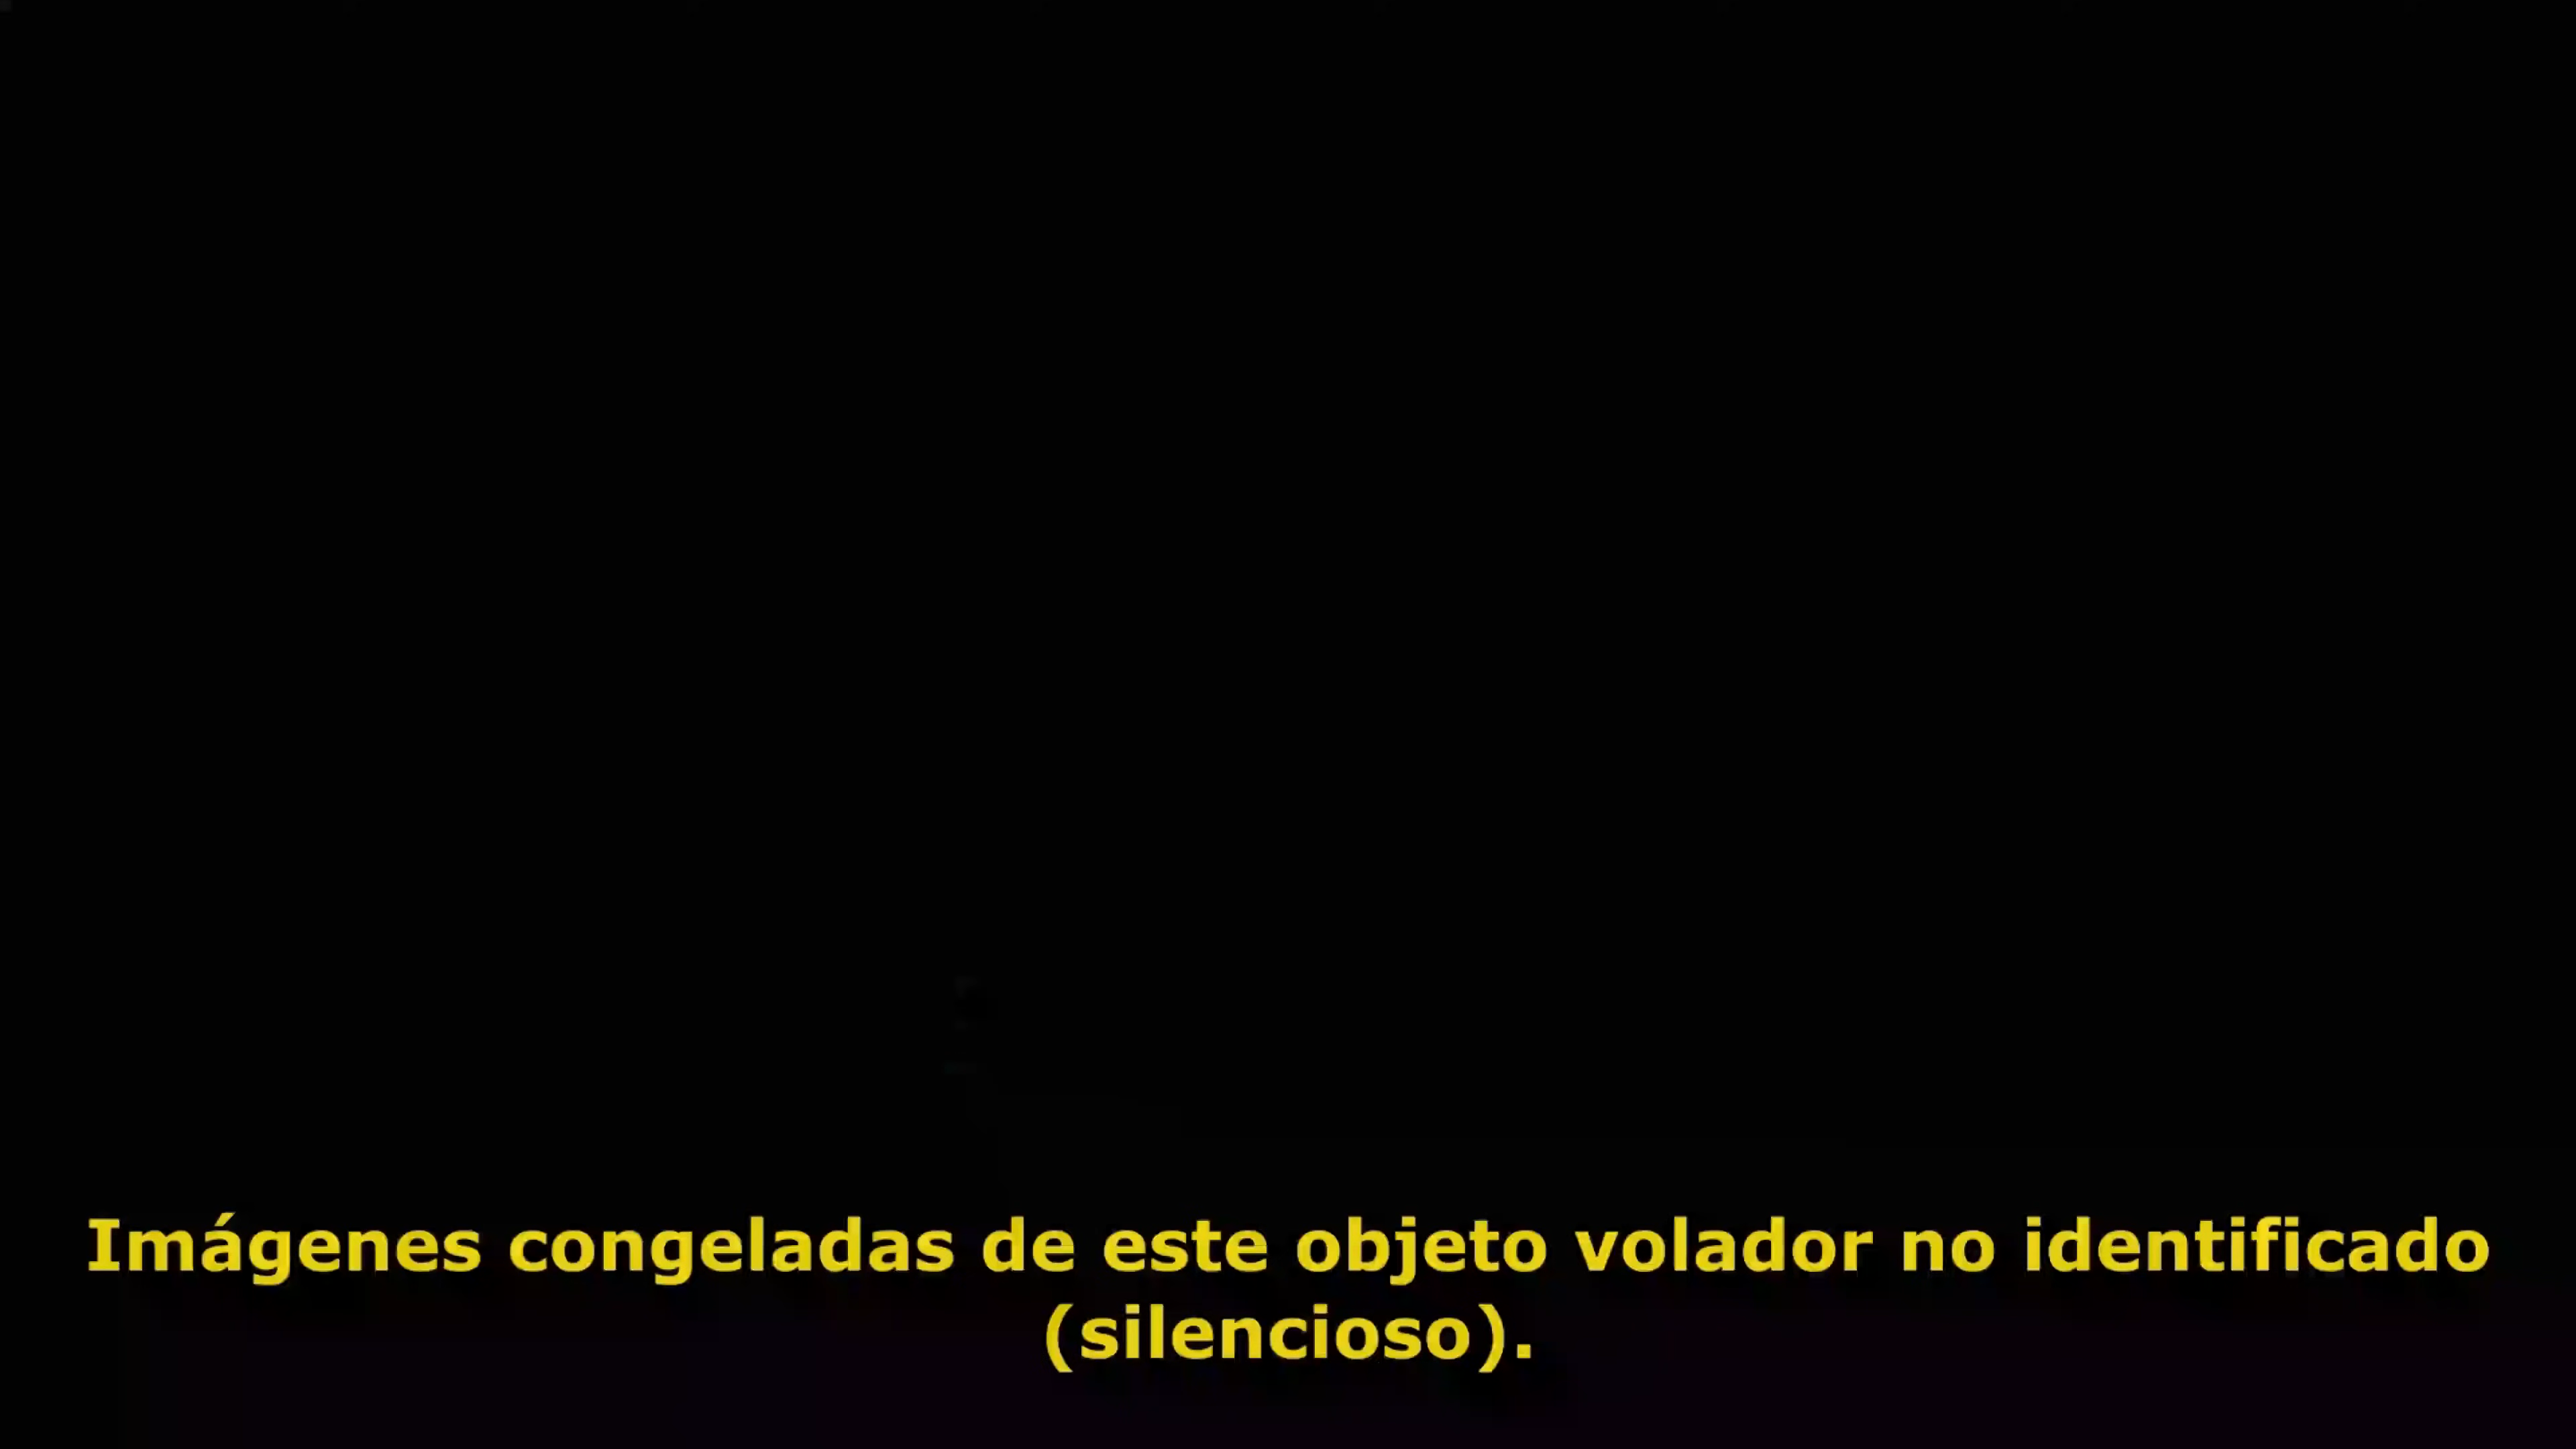 Imágenes congeladas de este objeto volador no identificado
(silencioso).